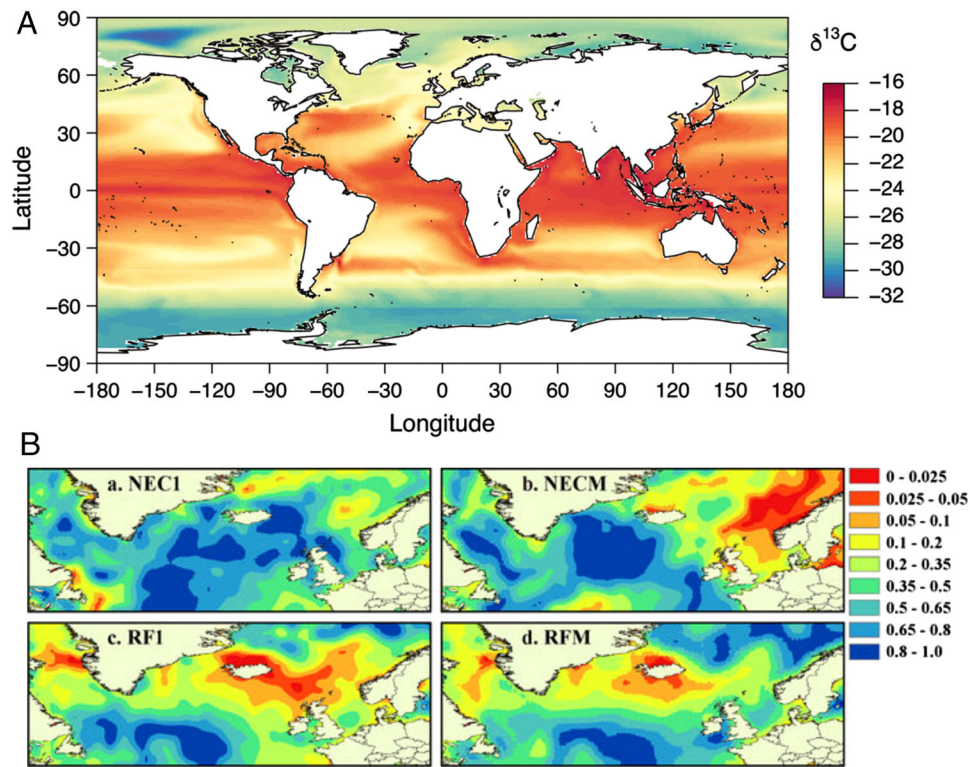 A
δ13C
90
60
30
0
−30
−60
−90
Latitude
−180 −150 −120 −90 −60 −30 0 30 60 90 120 150 180
Longitude
−16
−18
−20
−22
−24
−26
−28
−30
−32
B
a. NEC1
b. NECM
c. RF1
d. RFM
0 - 0.025
0.025 - 0.05
0.05 - 0.1
0.1 - 0.2
0.2 - 0.35
0.35 - 0.5
0.5 - 0.65
0.65 - 0.8
0.8 - 1.0